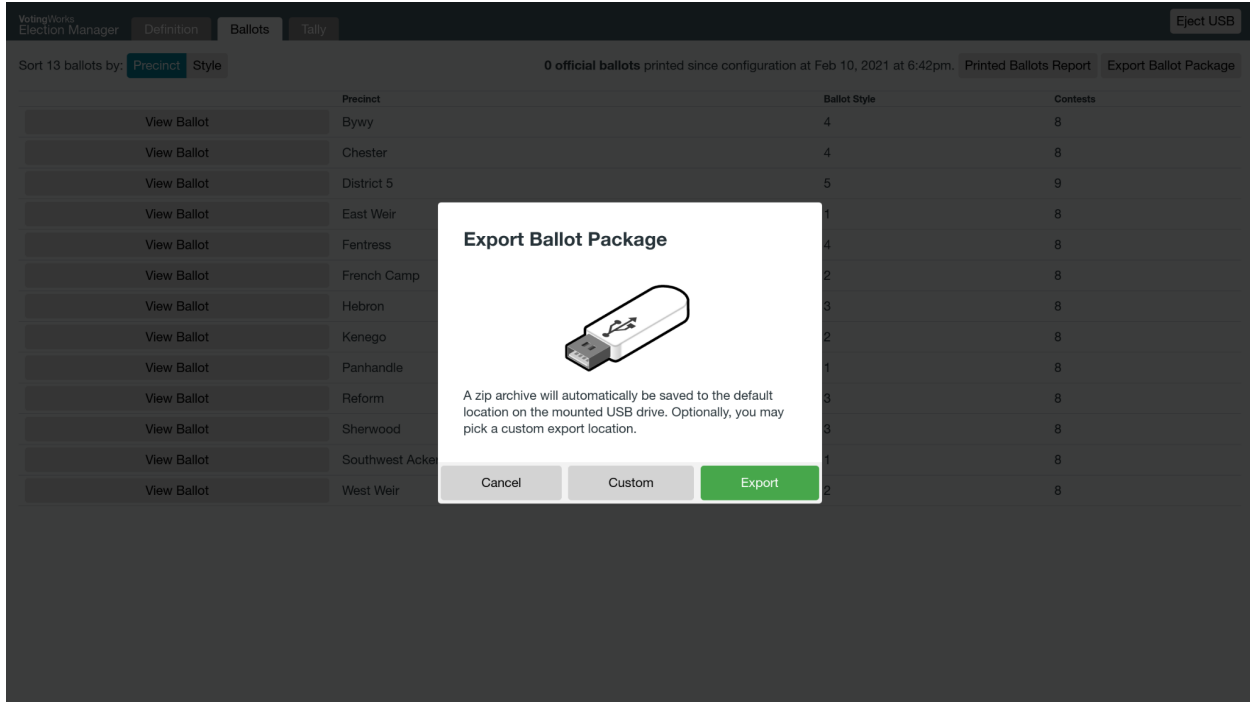 VotingWorks
Election Manager Definition Ballots Tally Eject USB
Sort 13 ballots by: Precinct Style 0 official ballots printed since configuration at Feb 10, 2021 at 6:42pm. Printed Ballots Report Export Ballot Package
Precinct Ballot Style Contests
View Ballot Bywy 4 8
View Ballot Chester 4 8
View Ballot District 5 5 9
View Ballot East Weir 1 8
View Ballot Fentress 4 8
View Ballot French Camp 2 8
View Ballot Hebron 3 8
View Ballot Kenego 2 8
View Ballot Panhandle 1 8
View Ballot Reform 3 8
View Ballot Sherwood 3 8
View Ballot Southwest 1 8
View Ballot West Weir 2 8
Export Ballot Package
A zip archive will automatically be saved to the default
location on the mounted USB drive. Optionally, you may
pick a custom export location.
Cancel Custom Export